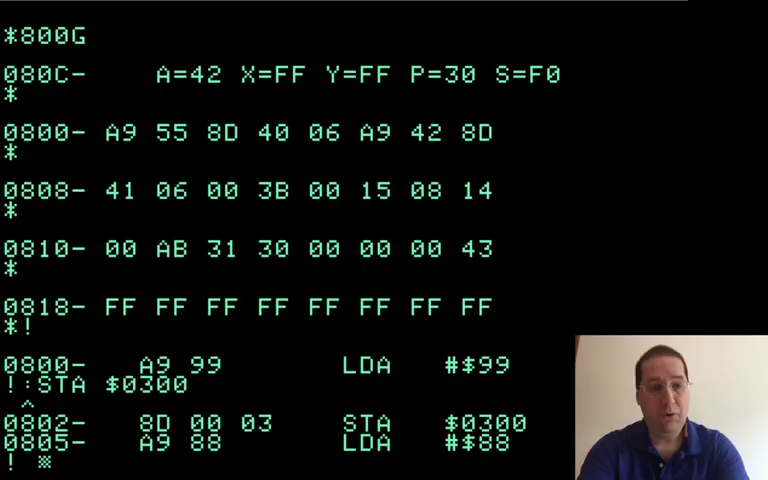 *800G
080C-    A=42 X=FF Y=FF P=30 S=F0
*
0800- A9 55 8D 40 06 A9 42 8D
*
0808- 41 06 00 3B 00 15 08 14
*
0810- 00 AB 31 30 00 00 00 43
*
0818- FF FF FF FF FF FF FF FF
*!
0800-   A9 99       LDA   #$99
!:STA $0300
^
0802-   8D 00 03    STA   $0300
0805-   A9 88       LDA   #$88
!